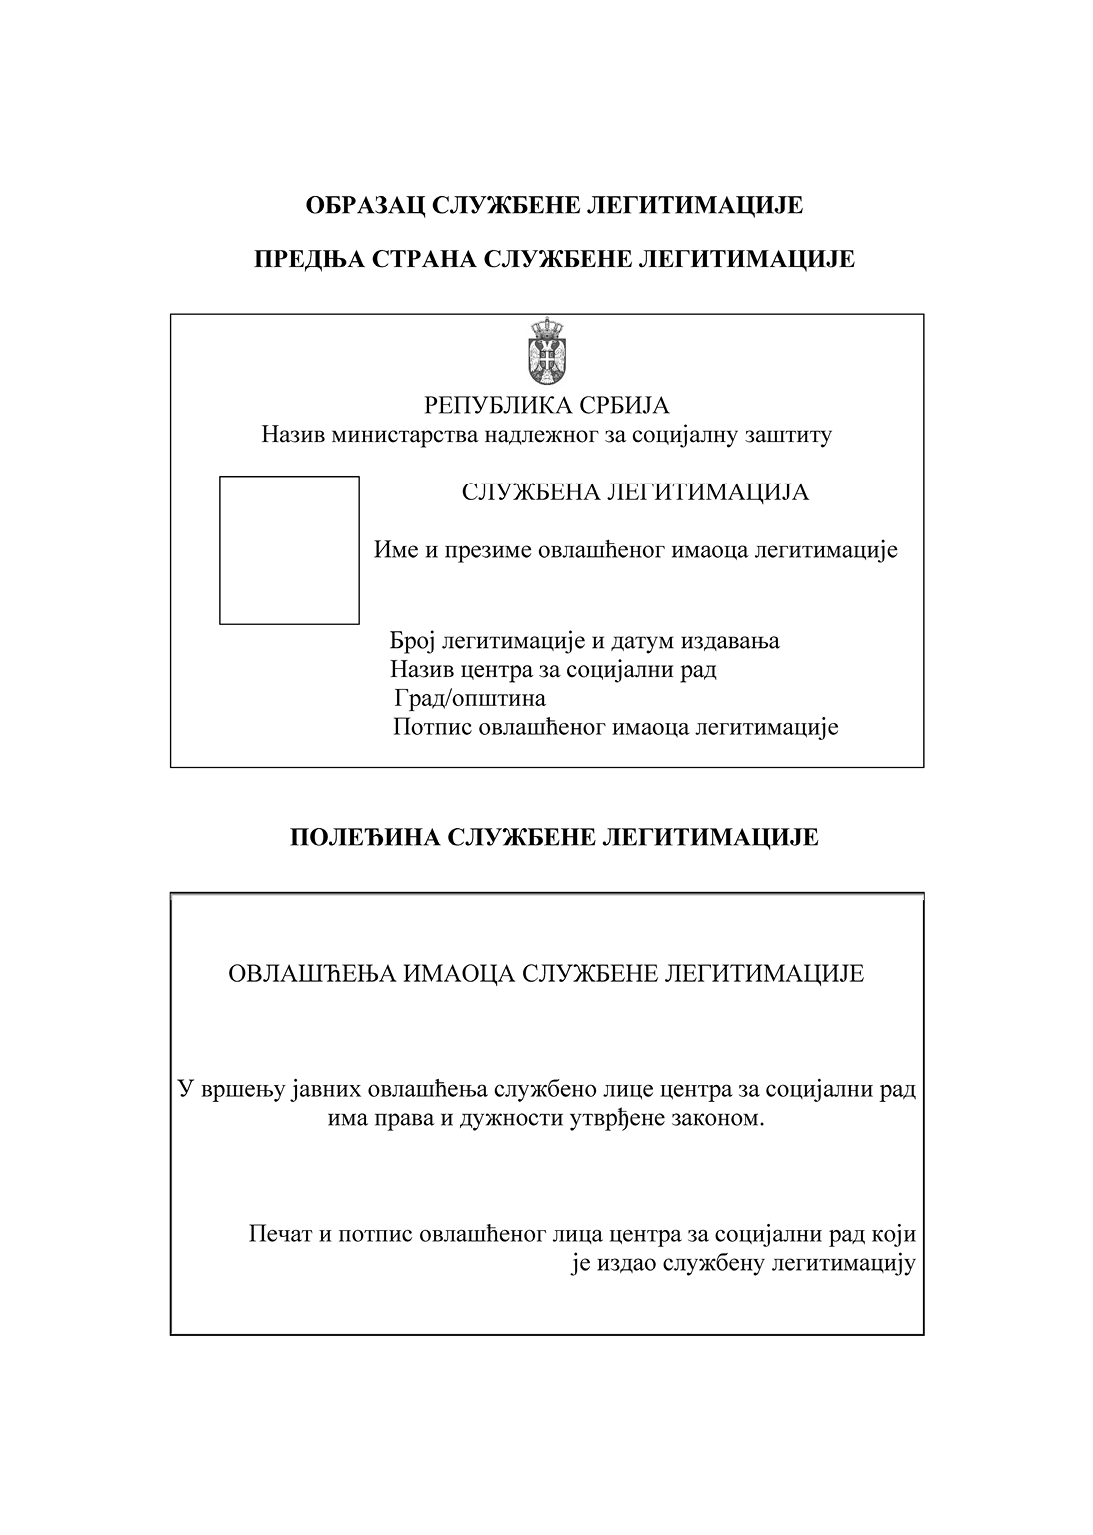 ОБРАЗАЦ СЛУЖБЕНЕ ЛЕГИТИМАЦИЈЕ
ПРЕДЊА СТРАНА СЛУЖБЕНЕ ЛЕГИТИМАЦИЈЕ
РЕПУБЛИКА СРБИЈА
Назив министарства надлежног за социјалну заштиту
СЛУЖБЕНА ЛЕГИТИМАЦИЈА
Име и презиме овлашћеног имаоца легитимације
Број легитимације и датум издавања
Назив центра за социјални рад
Град/општина
Потпис овлашћеног имаоца легитимације
ПОЛЕЂИНА СЛУЖБЕНЕ ЛЕГИТИМАЦИЈЕ
ОВЛАШЋЕЊА ИМАОЦА СЛУЖБЕНЕ ЛЕГИТИМАЦИЈЕ
У вршењу јавних овлашћења службено лице центра за социјални рад
има права и дужности утврђене законом.
Печат и потпис овлашћеног лица центра за социјални рад који
је издао службену легитимацију